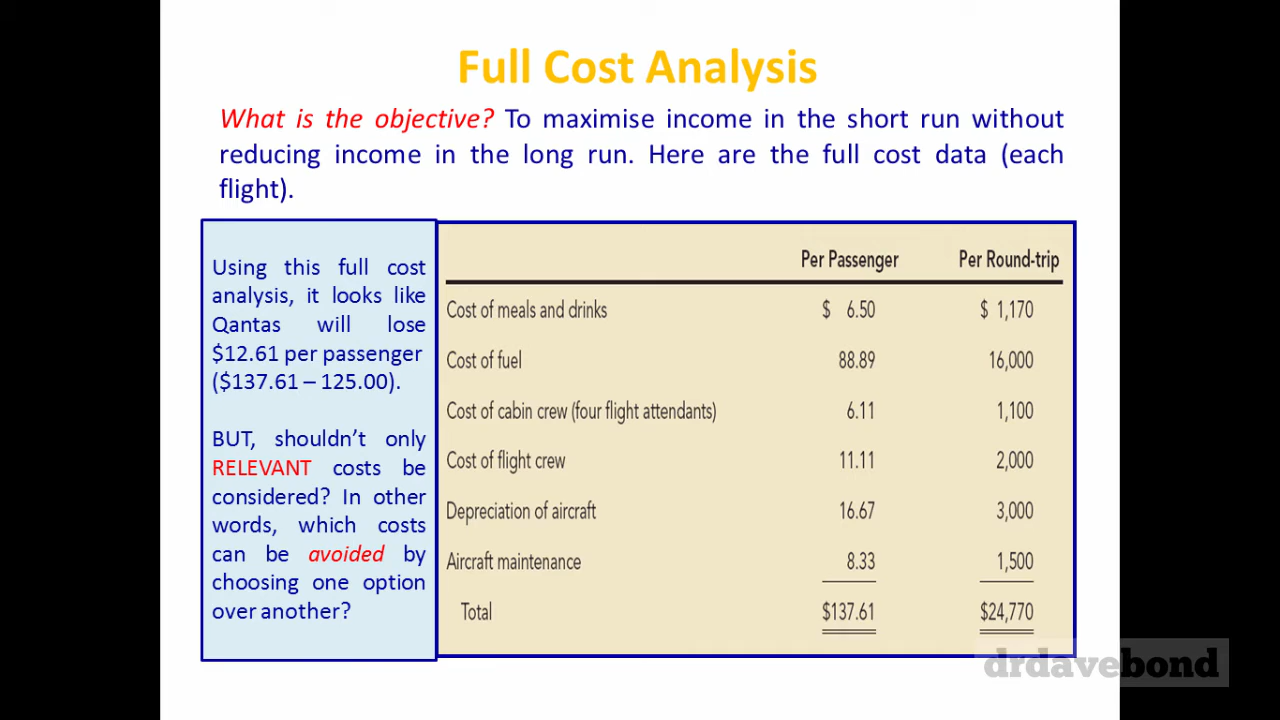 Full Cost Analysis
What is the objective? To maximise income in the short run without
reducing income in the long run. Here are the full cost data (each
flight).
Using this full cost
analysis, it looks like
Qantas will lose
$12.61 per passenger
($137.61 – 125.00).
BUT, shouldn't only
RELEVANT costs be
considered? In other
words, which costs
can be avoided by
choosing one option
over another?
Per Passenger Per Round-trip
Cost of meals and drinks $ 6.50 $ 1,170
Cost of fuel 88.89 16,000
Cost of cabin crew (four flight attendants) 6.11 1,100
Cost of flight crew 11.11 2,000
Depreciation of aircraft 16.67 3,000
Aircraft maintenance 8.33 1,500
Total $137.61 $24,770
drdavebond